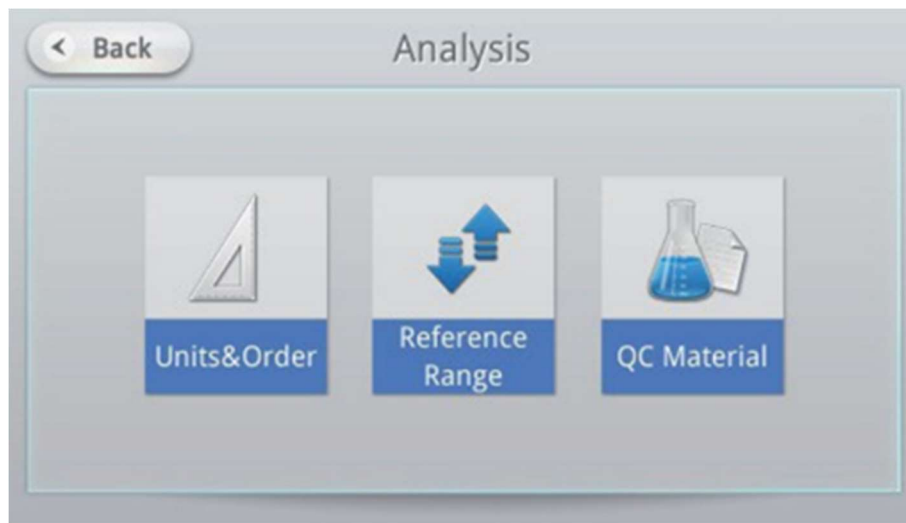 Back
Analysis
Units&Order
Reference
Range
QC Material